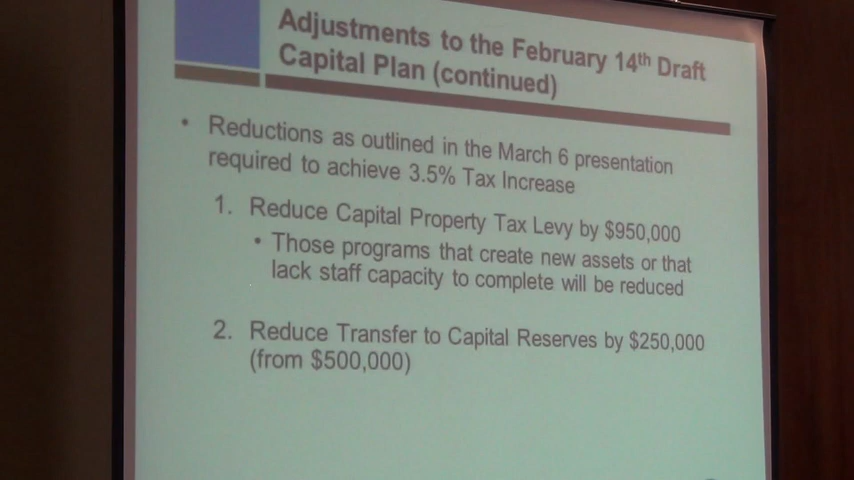 Adjustments to the February 14th Draft
Capital Plan (continued)
• Reductions as outlined in the March 6 presentation
required to achieve 3.5% Tax Increase
1. Reduce Capital Property Tax Levy by $950,000
• Those programs that create new assets or that
lack staff capacity to complete will be reduced
2. Reduce Transfer to Capital Reserves by $250,000
(from $500,000)